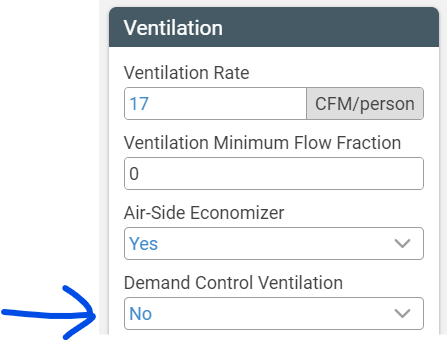 Ventilation
Ventilation Rate
17 CFM/person
Ventilation Minimum Flow Fraction
0
Air-Side Economizer
Yes
Demand Control Ventilation
No